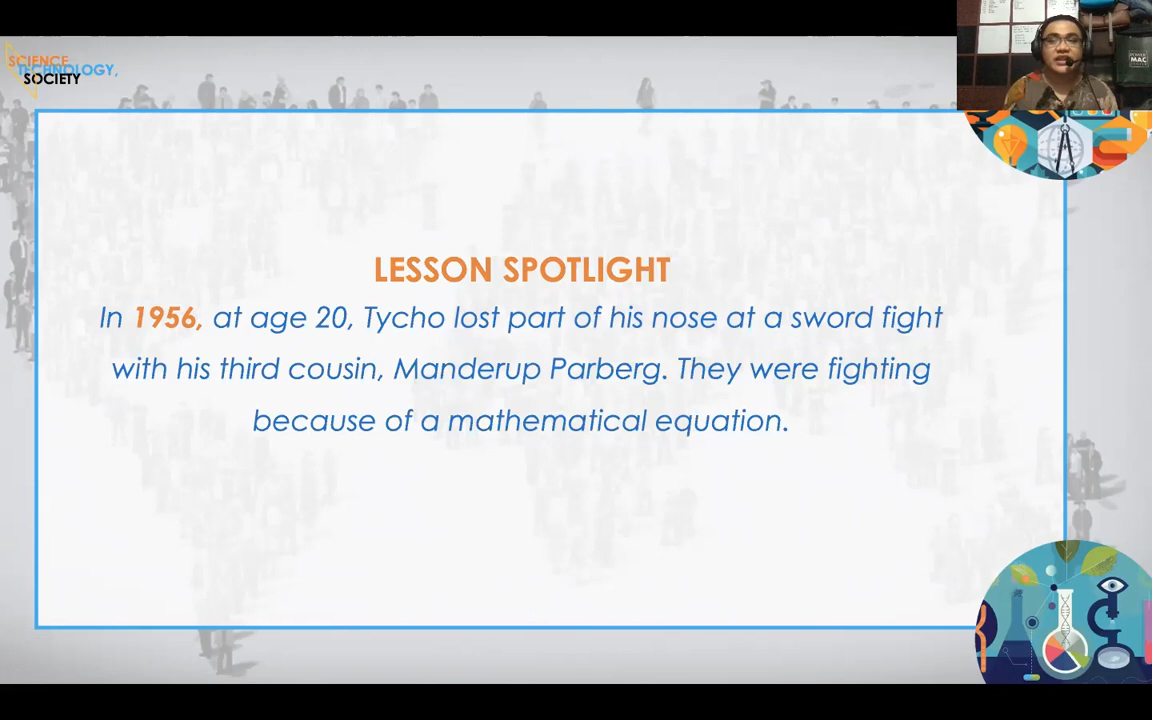 SCIENCE,
TECHNOLOGY,
SOCIETY
LESSON SPOTLIGHT
In 1956, at age 20, Tycho lost part of his nose at a sword fight
with his third cousin, Manderup Parberg. They were fighting
because of a mathematical equation.
MAC